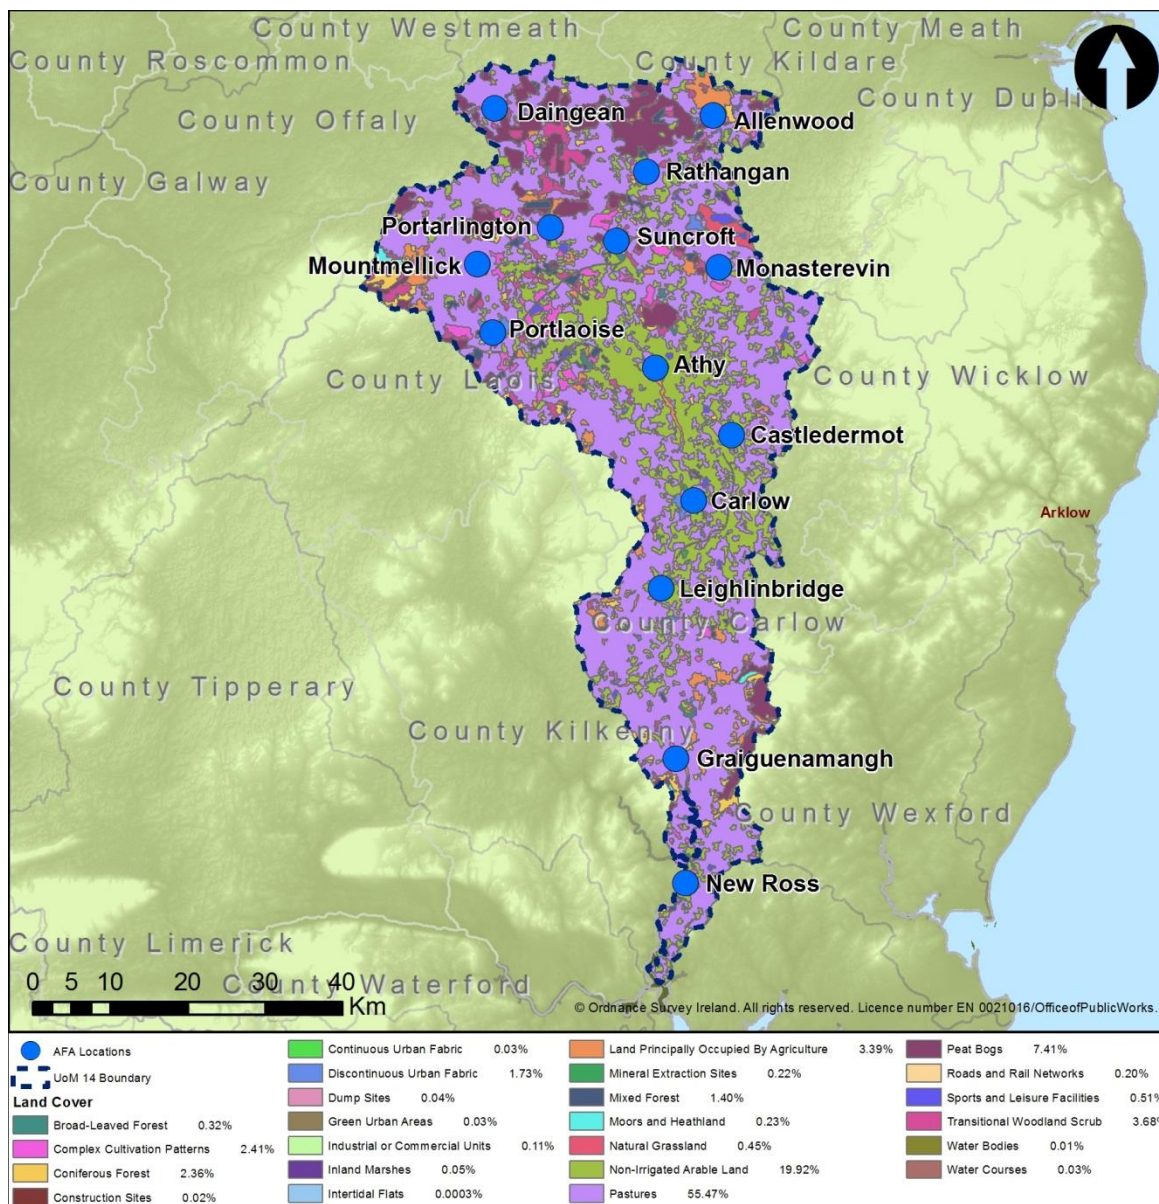 County Westmeath
County Meath
County Roscommon
County Kildare
County Dublin
County Offaly
Daingean
Allenwood
County Galway
Rathangan
Portarlington
Suncroft
Mountmellick
Monasterevin
Portlaoise
Athy
County Laois
County Wicklow
Castledermot
Carlow
Arklow
Leighlinbridge
County Carlow
County Tipperary
County Kilkenny
Graiguenamangh
County Wexford
New Ross
County Limerick
County Waterford
0 5 10 20 30 40
Km
© Ordnance Survey Ireland. All rights reserved. Licence number EN 0021016/OfficeofPublicWorks.
AFA Locations
UoM 14 Boundary
Land Cover
Broad-Leaved Forest 0.32%
Complex Cultivation Patterns 2.41%
Coniferous Forest 2.36%
Construction Sites 0.02%
Continuous Urban Fabric 0.03%
Discontinuous Urban Fabric 1.73%
Dump Sites 0.04%
Green Urban Areas 0.03%
Industrial or Commercial Units 0.11%
Inland Marshes 0.05%
Intertidal Flats 0.0003%
Land Principally Occupied By Agriculture 3.39%
Mineral Extraction Sites 0.22%
Mixed Forest 1.40%
Moors and Heathland 0.23%
Natural Grassland 0.45%
Non-Irrigated Arable Land 19.92%
Pastures 55.47%
Peat Bogs 7.41%
Roads and Rail Networks 0.20%
Sports and Leisure Facilities 0.51%
Transitional Woodland Scrub 3.68%
Water Bodies 0.01%
Water Courses 0.03%